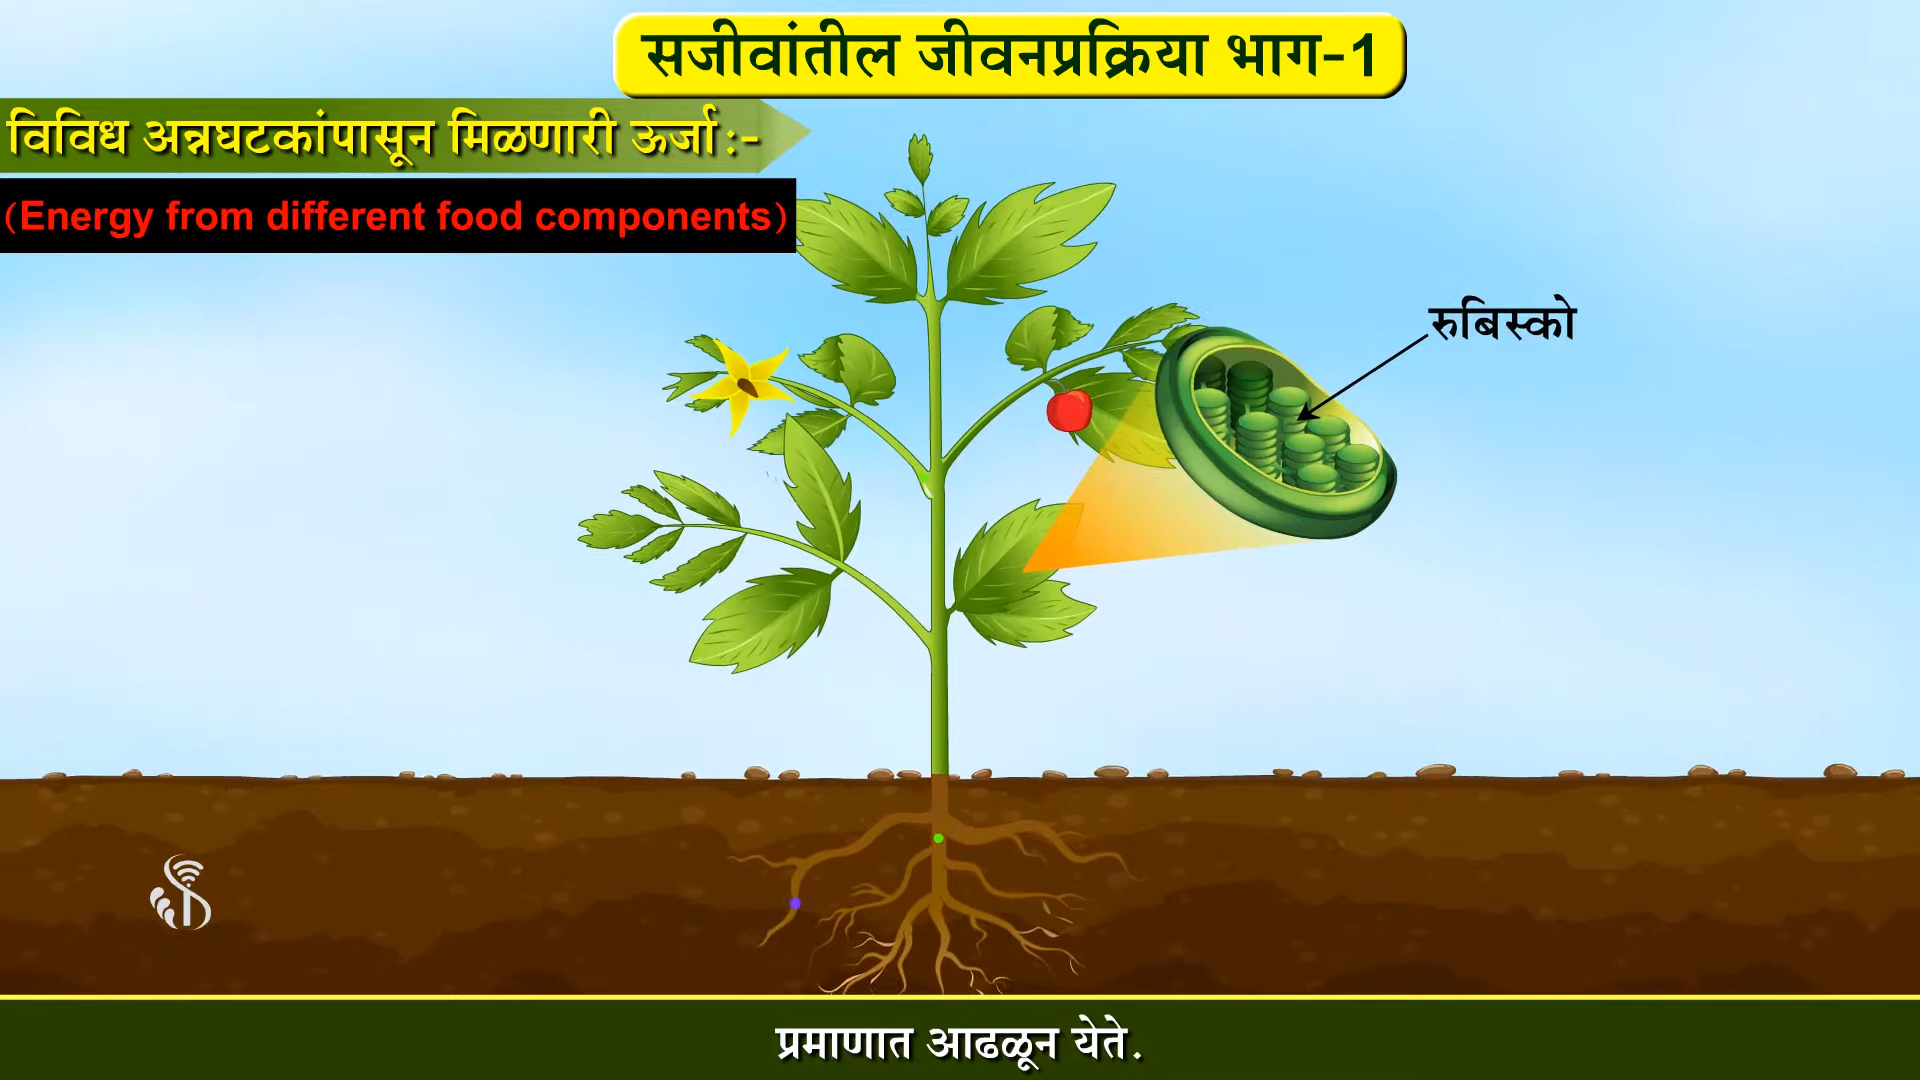 सजीवांतील जीवनप्रक्रिया भाग-1
विविध अन्नघटकांपासून मिळणारी ऊर्जा:-
(Energy from different food components)
रुबिस्को
प्रमाणात आढळून येते.